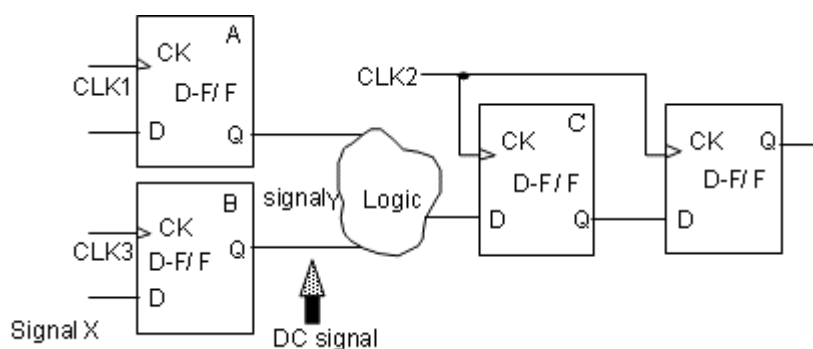 A
CK
CLK1
D-F/F
D
Q
CLK2
C
CK
D-F/F
D
Q
CK
Q
D-F/F
D
B
CK
CLK3
D-F/F
Q
D
Signal X
signalY
Logic
DC signal